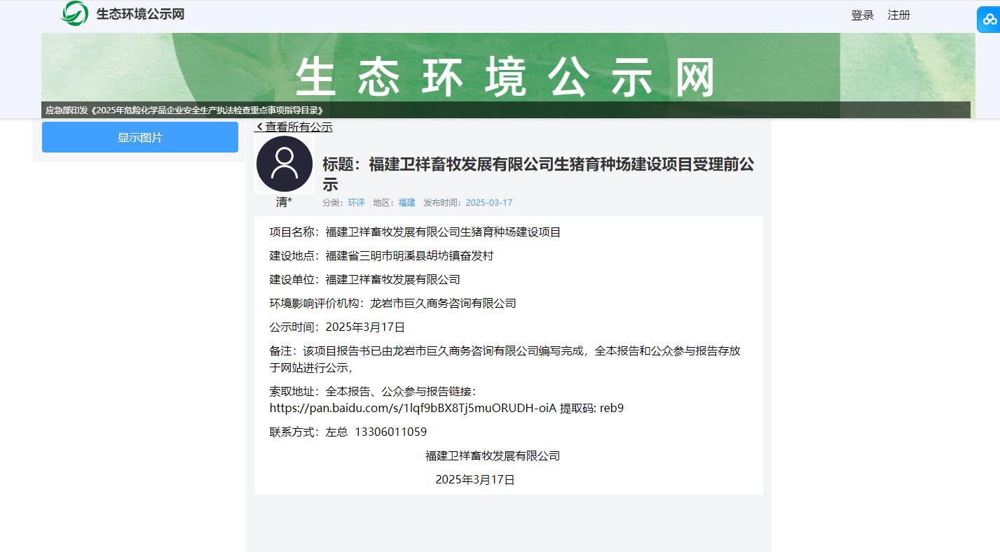 生态环境公示网
登录 注册
生态环境公示网
应急部印发《2025年危险化学品企业安全生产执法检查重点事项指导目录》
显示图片
查看所有公示
标题：福建卫祥畜牧发展有限公司生猪育种场建设项目受理前公
示
清*
分类：环评 地区：福建 发布时间：2025-03-17
项目名称：福建卫祥畜牧发展有限公司生猪育种场建设项目
建设地点：福建省三明市明溪县胡坊镇奋发村
建设单位：福建卫祥畜牧发展有限公司
环境影响评价机构：龙岩市巨久商务咨询有限公司
公示时间：2025年3月17日
备注：该项目报告书已由龙岩市巨久商务咨询有限公司编写完成，全本报告和公众参与报告存放
于网站进行公示，
索取地址：全本报告、公众参与报告链接：
https://pan.baidu.com/s/1lqf9bBX8Tj5muORUDH-oiA 提取码: reb9
联系方式：左总 13306011059
福建卫祥畜牧发展有限公司
2025年3月17日